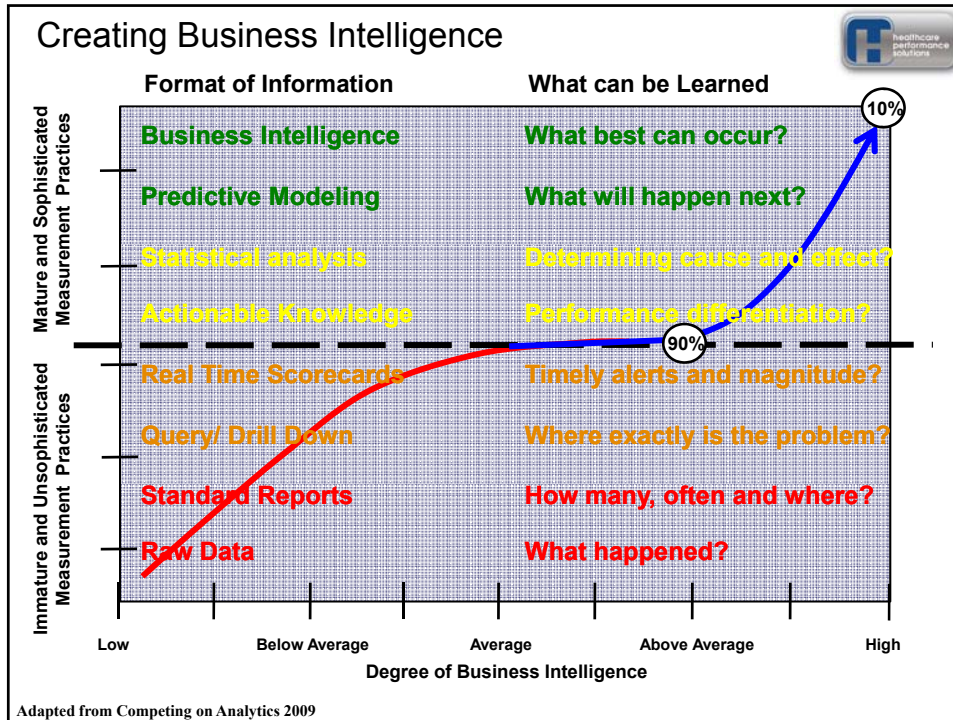 Creating Business Intelligence
healthcare
performance
solutions
Format of Information
What can be Learned
10%
Mature and Sophisticated
Measurement Practices
Business Intelligence
What best can occur?
Predictive Modeling
What will happen next?
Statistical analysis
Determining cause and effect?
Actionable Knowledge
Performance differentiation?
90%
Immature and Unsophisticated
Measurement Practices
Real Time Scorecards
Timely alerts and magnitude?
Query/ Drill Down
Where exactly is the problem?
Standard Reports
How many, often and where?
Raw Data
What happened?
Low
Below Average
Average
Above Average
High
Degree of Business Intelligence
Adapted from Competing on Analytics 2009